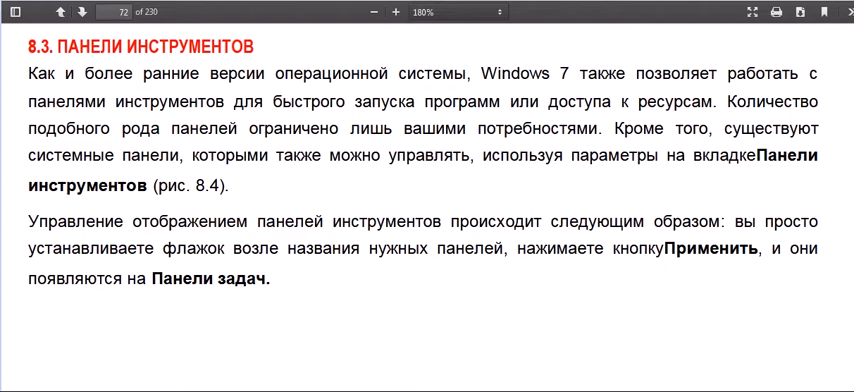 72 of 230 180%
8.3. ПАНЕЛИ ИНСТРУМЕНТОВ
Как и более ранние версии операционной системы, Windows 7 также позволяет работать с
панелями инструментов для быстрого запуска программ или доступа к ресурсам. Количество
подобного рода панелей ограничено лишь вашими потребностями. Кроме того, существуют
системные панели, которыми также можно управлять, используя параметры на вкладкеПанели
инструментов (рис. 8.4).
Управление отображением панелей инструментов происходит следующим образом: вы просто
устанавливаете флажок возле названия нужных панелей, нажимаете кнопкуПрименить, и они
появляются на Панели задач.